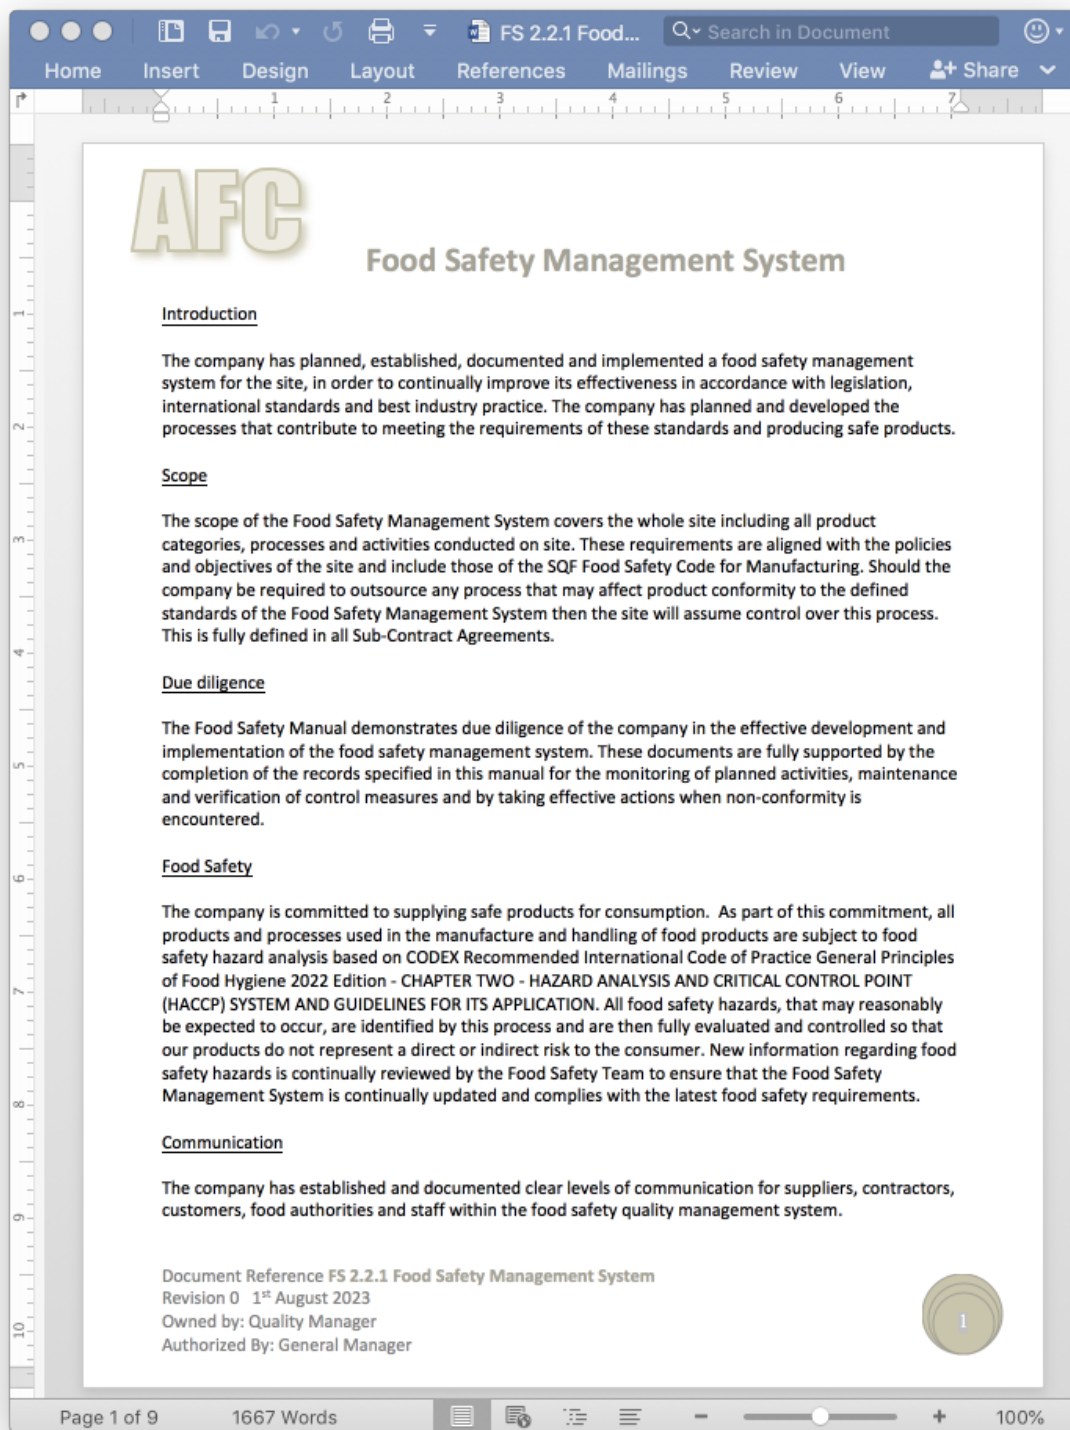 FS 2.2.1 Food...
Search in Document
Home Insert Design Layout References Mailings Review View Share
1 2 3 4 5 6 7
AFC
Food Safety Management System
Introduction
The company has planned, established, documented and implemented a food safety management
system for the site, in order to continually improve its effectiveness in accordance with legislation,
international standards and best industry practice. The company has planned and developed the
processes that contribute to meeting the requirements of these standards and producing safe products.
Scope
The scope of the Food Safety Management System covers the whole site including all product
categories, processes and activities conducted on site. These requirements are aligned with the policies
and objectives of the site and include those of the SQF Food Safety Code for Manufacturing. Should the
company be required to outsource any process that may affect product conformity to the defined
standards of the Food Safety Management System then the site will assume control over this process.
This is fully defined in all Sub-Contract Agreements.
Due diligence
The Food Safety Manual demonstrates due diligence of the company in the effective development and
implementation of the food safety management system. These documents are fully supported by the
completion of the records specified in this manual for the monitoring of planned activities, maintenance
and verification of control measures and by taking effective actions when non-conformity is
encountered.
Food Safety
The company is committed to supplying safe products for consumption.  As part of this commitment, all
products and processes used in the manufacture and handling of food products are subject to food
safety hazard analysis based on CODEX Recommended International Code of Practice General Principles
of Food Hygiene 2022 Edition - CHAPTER TWO - HAZARD ANALYSIS AND CRITICAL CONTROL POINT
(HACCP) SYSTEM AND GUIDELINES FOR ITS APPLICATION. All food safety hazards, that may reasonably
be expected to occur, are identified by this process and are then fully evaluated and controlled so that
our products do not represent a direct or indirect risk to the consumer. New information regarding food
safety hazards is continually reviewed by the Food Safety Team to ensure that the Food Safety
Management System is continually updated and complies with the latest food safety requirements.
Communication
The company has established and documented clear levels of communication for suppliers, contractors,
customers, food authorities and staff within the food safety quality management system.
Document Reference FS 2.2.1 Food Safety Management System
Revision 0   1st August 2023
Owned by: Quality Manager
Authorized By: General Manager
1
1 2 3 4 5 6 7 8 9 10
Page 1 of 9 1667 Words 100%